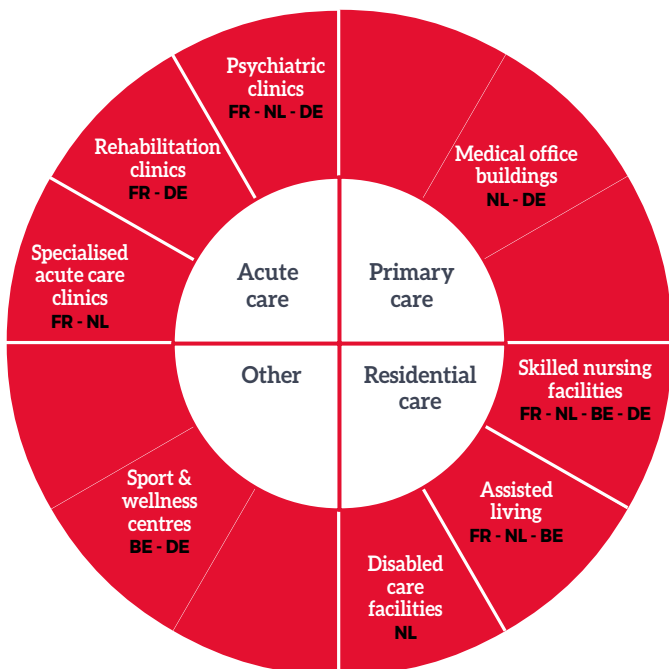 Psychiatric
clinics
FR - NL - DE
Rehabilitation
clinics
FR - DE
Specialised
acute care
clinics
FR - NL
Acute
care
Primary
care
Medical office
buildings
NL - DE
Other
Residential
care
Skilled nursing
facilities
FR - NL - BE - DE
Assisted
living
FR - NL - BE
Disabled
care
facilities
NL
Sport &
wellness
centres
BE - DE